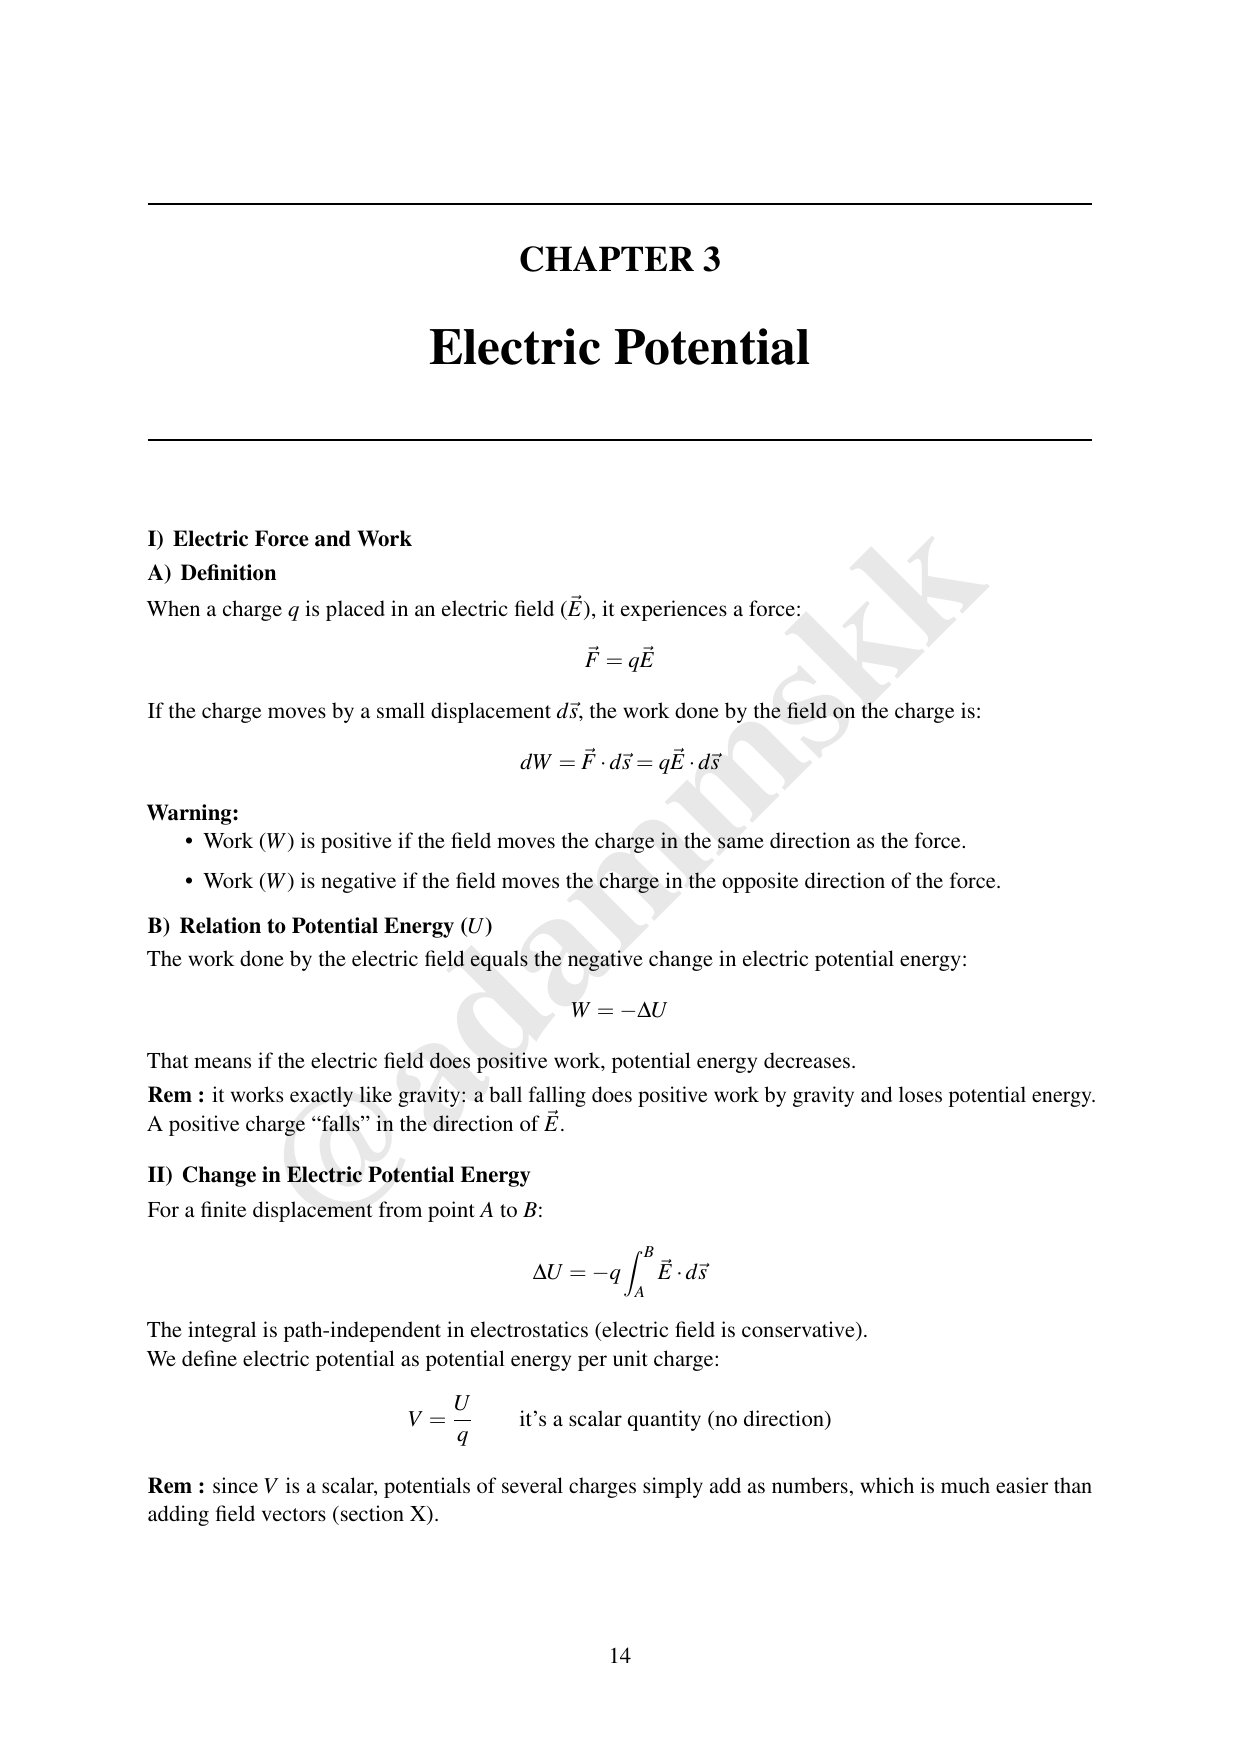 CHAPTER 3
Electric Potential
I) Electric Force and Work
A) Definition
When a charge q is placed in an electric field (E⃗), it experiences a force:
F⃗ = qE⃗
If the charge moves by a small displacement ds⃗, the work done by the field on the charge is:
dW = F⃗ · ds⃗ = qE⃗ · ds⃗
Warning:
• Work (W) is positive if the field moves the charge in the same direction as the force.
• Work (W) is negative if the field moves the charge in the opposite direction of the force.
B) Relation to Potential Energy (U)
The work done by the electric field equals the negative change in electric potential energy:
W = −ΔU
That means if the electric field does positive work, potential energy decreases.
Rem : it works exactly like gravity: a ball falling does positive work by gravity and loses potential energy.
A positive charge “falls” in the direction of E⃗.
II) Change in Electric Potential Energy
For a finite displacement from point A to B:
ΔU = −q ∫_A^B E⃗ · ds⃗
The integral is path-independent in electrostatics (electric field is conservative).
We define electric potential as potential energy per unit charge:
V = U/q it’s a scalar quantity (no direction)
Rem : since V is a scalar, potentials of several charges simply add as numbers, which is much easier than
adding field vectors (section X).
14
@adammskk